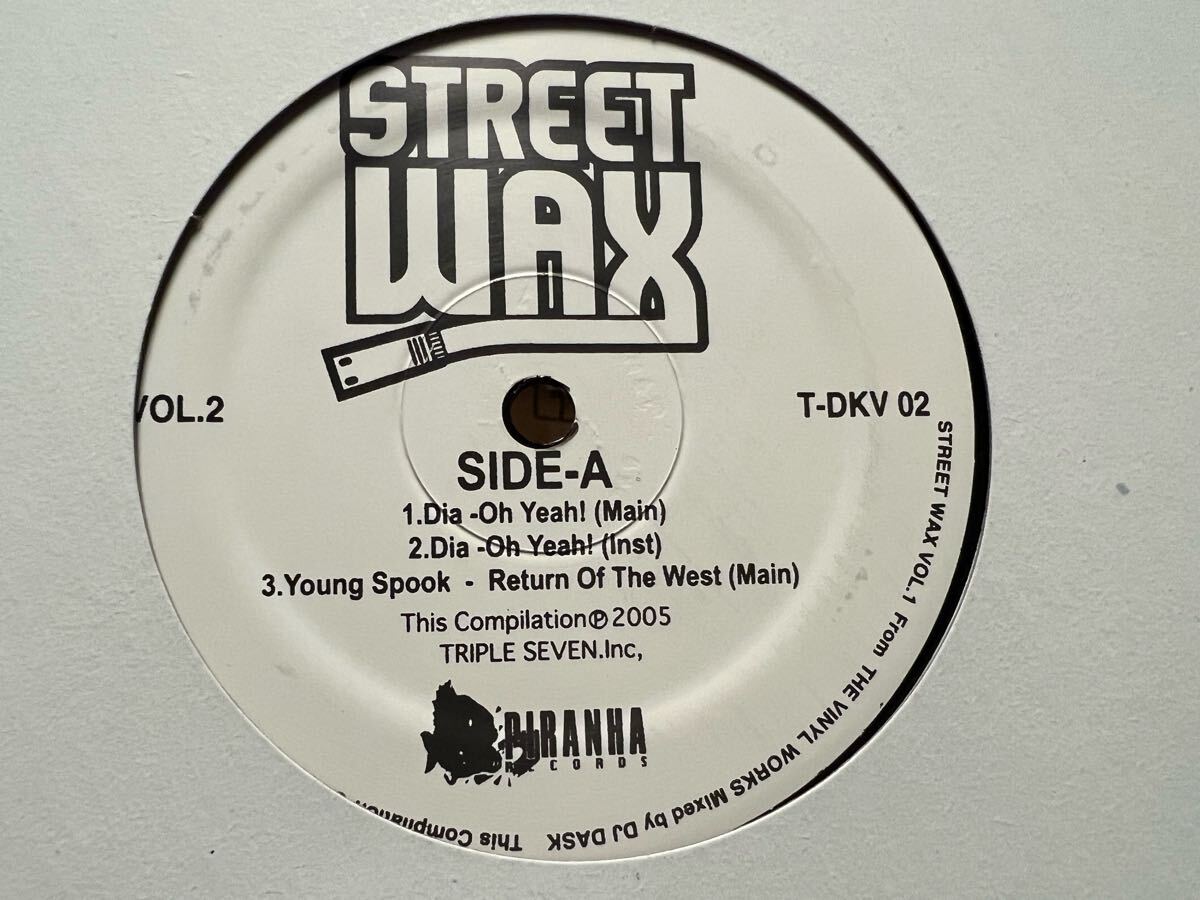 STREET
WAX
VOL.2
T-DKV 02
SIDE-A
1.Dia -Oh Yeah! (Main)
2.Dia -Oh Yeah! (Inst)
3.Young Spook - Return Of The West (Main)
This Compilation℗2005
TRIPLE SEVEN.Inc,
PIRANHA
RECORDS
STREET WAX VOL.1 From THE VINYL WORKS Mixed by DJ DASK This Compilation